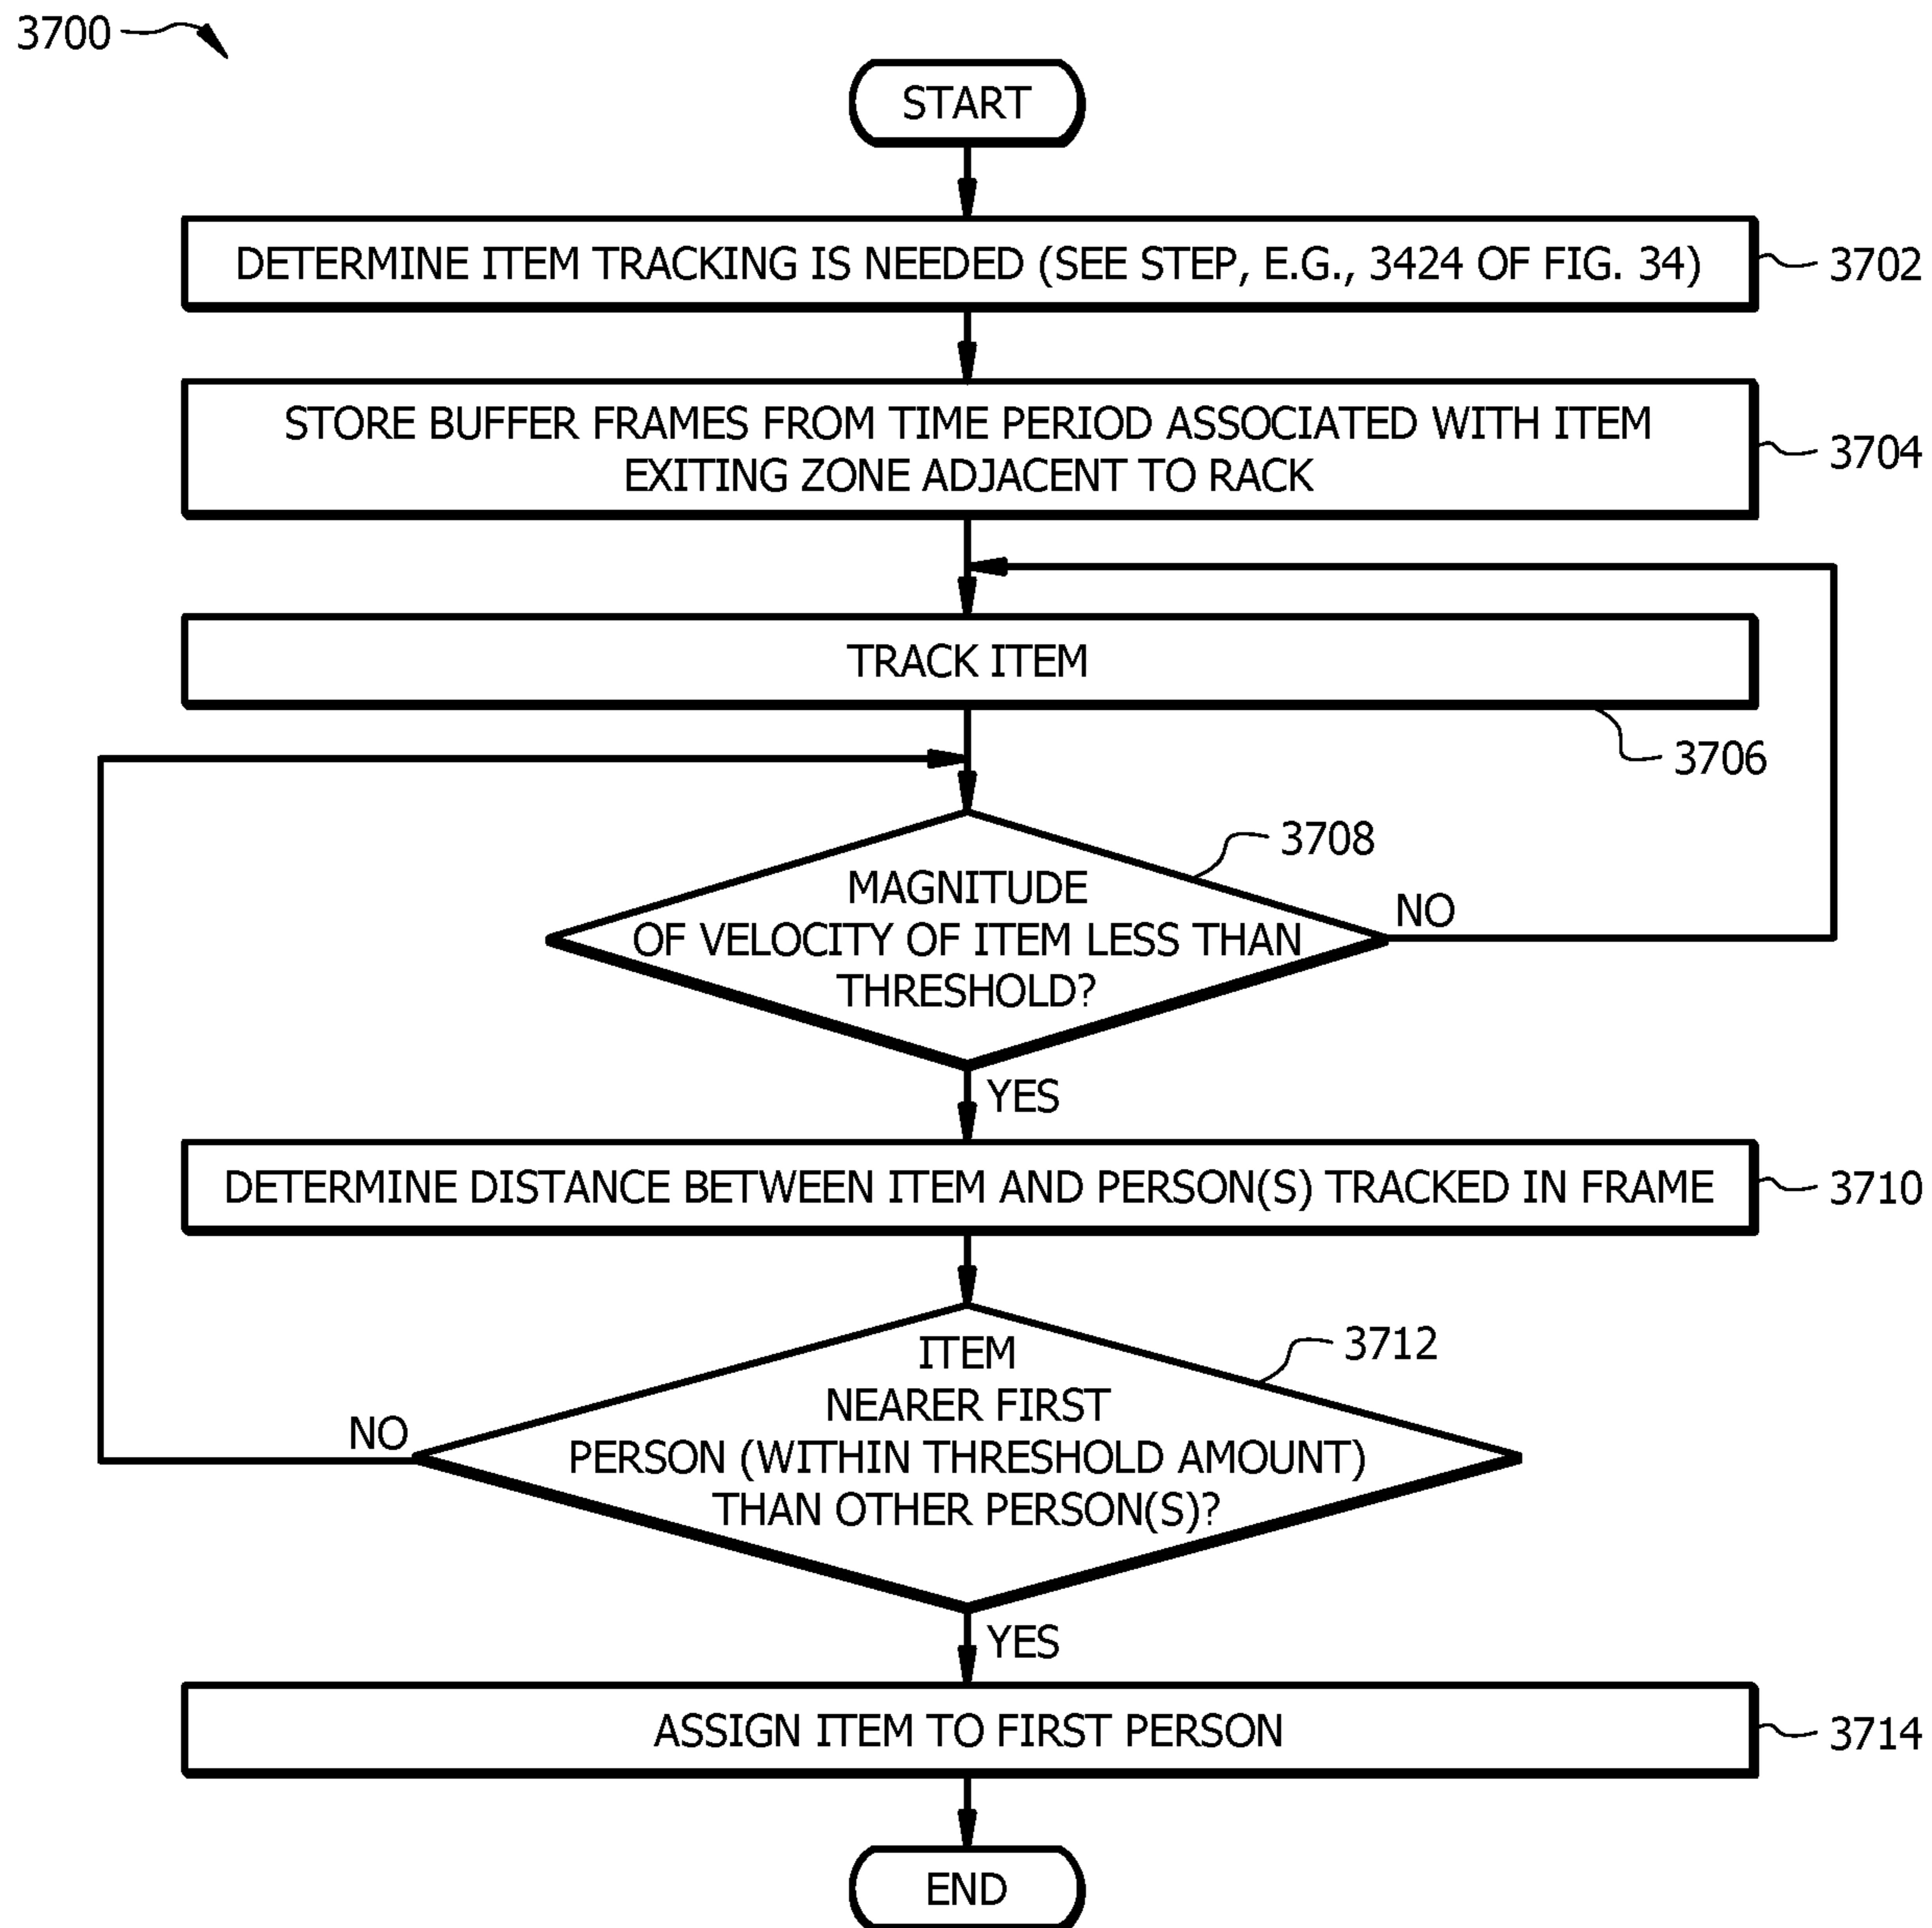 3700
START
DETERMINE ITEM TRACKING IS NEEDED (SEE STEP, E.G., 3424 OF FIG. 34)
3702
STORE BUFFER FRAMES FROM TIME PERIOD ASSOCIATED WITH ITEM
EXITING ZONE ADJACENT TO RACK
3704
TRACK ITEM
3706
3708
MAGNITUDE
OF VELOCITY OF ITEM LESS THAN
THRESHOLD?
NO
YES
DETERMINE DISTANCE BETWEEN ITEM AND PERSON(S) TRACKED IN FRAME
3710
3712
ITEM
NEARER FIRST
PERSON (WITHIN THRESHOLD AMOUNT)
THAN OTHER PERSON(S)?
NO
YES
ASSIGN ITEM TO FIRST PERSON
3714
END